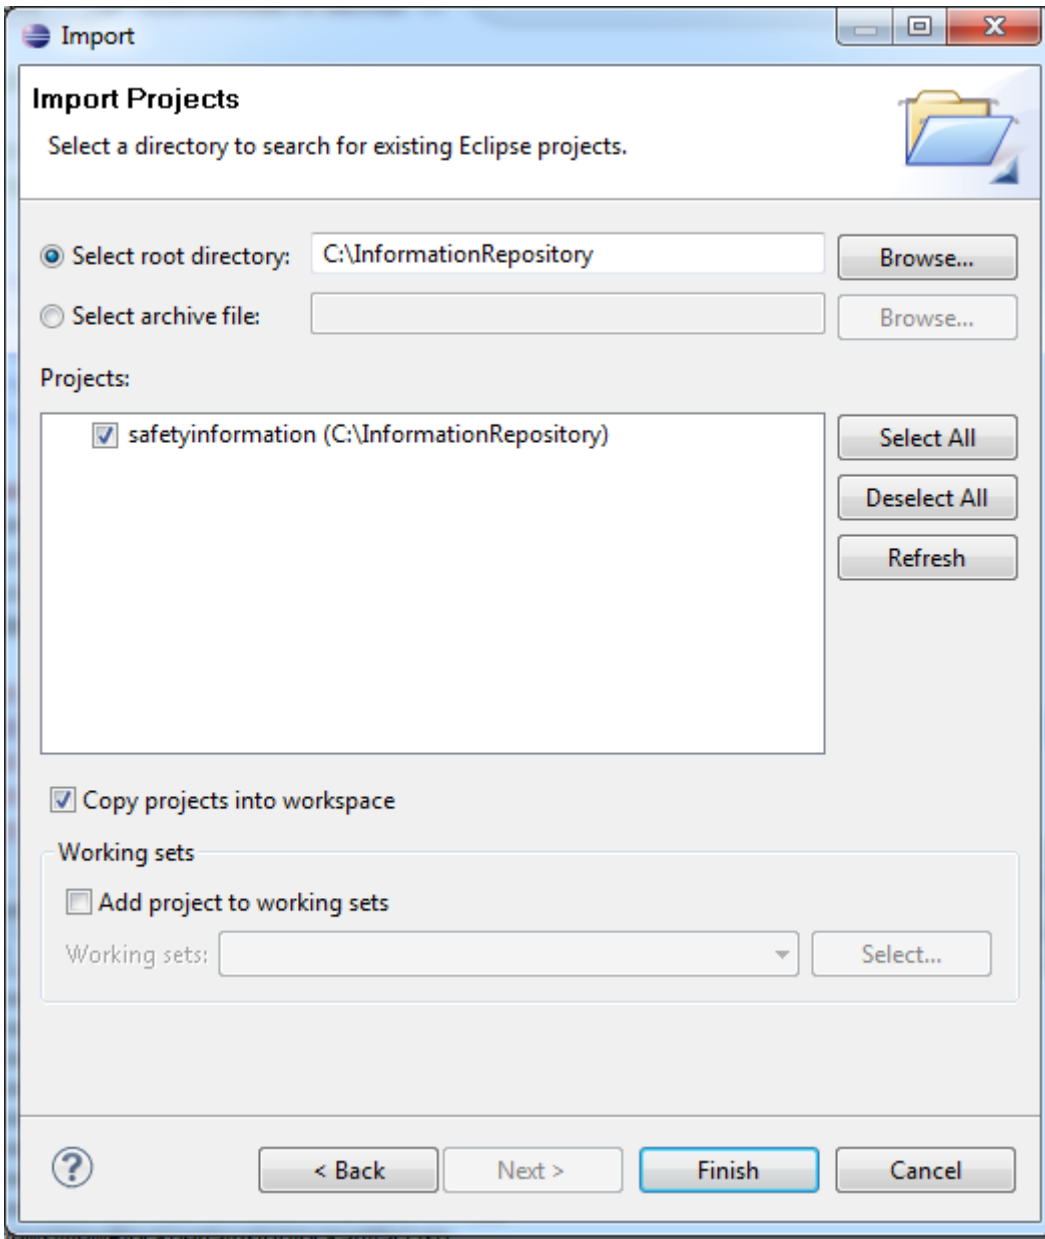 Import
Import Projects
Select a directory to search for existing Eclipse projects.
Select root directory: C:\InformationRepository Browse...
Select archive file: Browse...
Projects:
safetyinformation (C:\InformationRepository)
Select All
Deselect All
Refresh
Copy projects into workspace
Working sets
Add project to working sets
Working sets: Select...
? < Back Next > Finish Cancel